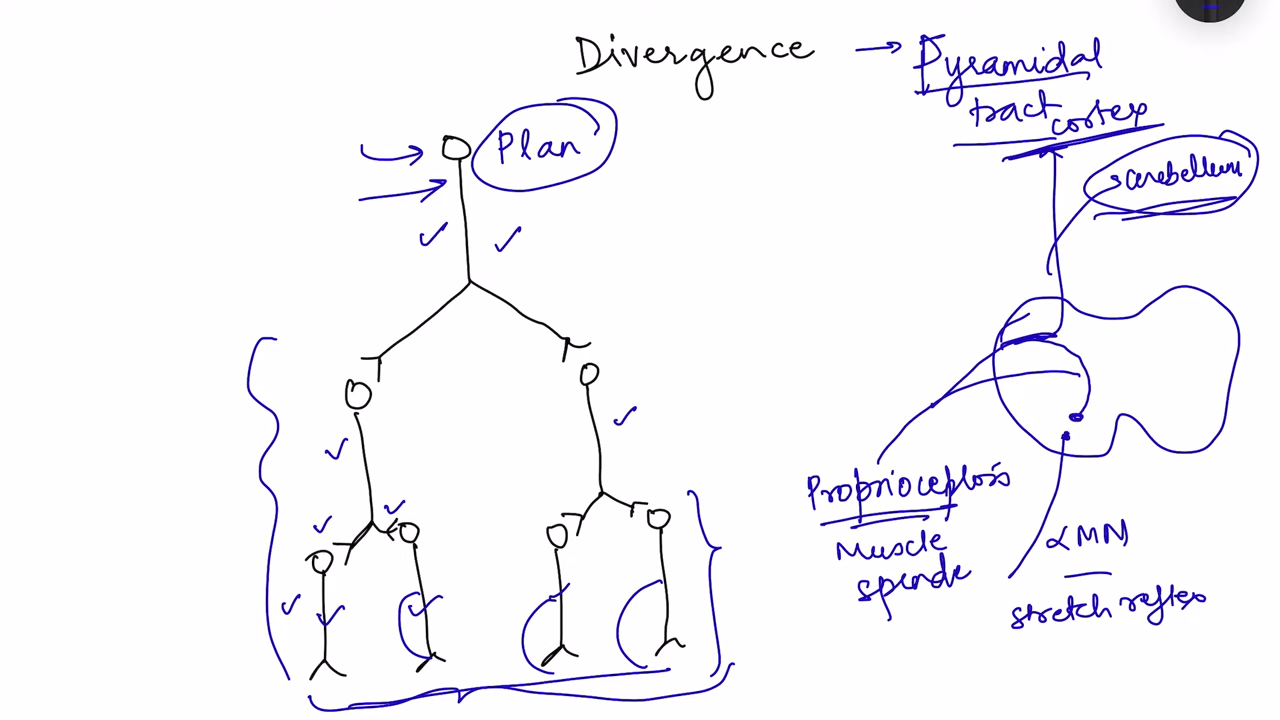 Divergence → Pyramidal
tract
cortex
Plan
cerebellum
Proprioceptors
Muscle
spindle
αMN
stretch reflex